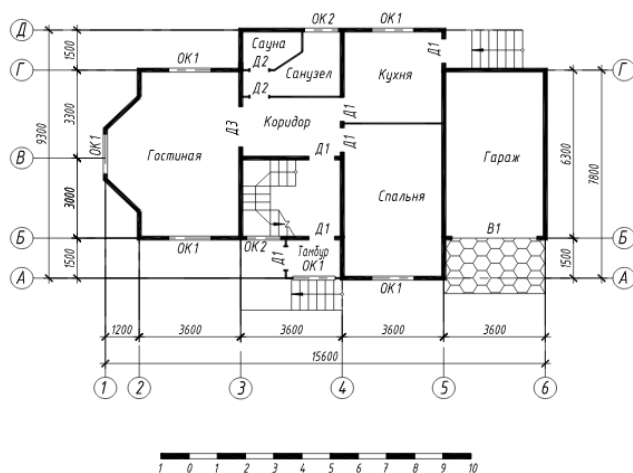 ОК2 ОК1
Д
Сауна
Д1
1500
ОК1
Д2
Санузел
Кухня
Г
Г
Д2
3300
9300
Д3
Коридор
Д1
Д1
ОК1
В
Гостиная
Д1
Гараж
6300
7800
3000
Спальня
Д1
В1
Б
Б
ОК1
ОК2
Д1
Тамбур
1500
ОК1
1500
А
ОК1
А
1200 3600 3600 3600 3600
15600
1 2 3 4 5 6
1 0 1 2 3 4 5 6 7 8 9 10